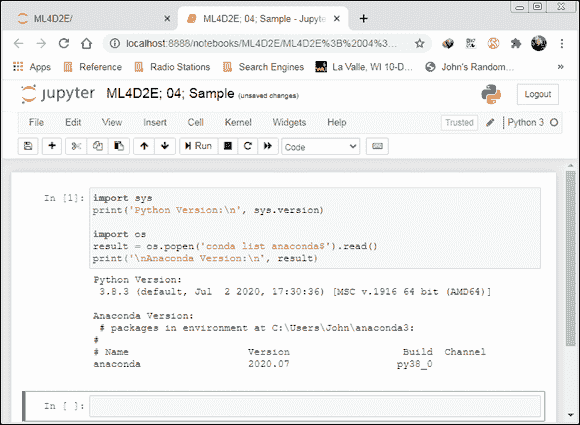 ML4D2E/
ML4D2E; 04; Sample - Jupyter
localhost:8888/notebooks/ML4D2E/ML4D2E%3B%2004%3...
Apps Reference Radio Stations Search Engines La Valle, WI 10-D... John's Random... »
jupyter ML4D2E; 04; Sample (unsaved changes) Logout
File Edit View Insert Cell Kernel Widgets Help Trusted Python 3
Run Code
In [1]: import sys
print('Python Version:\n', sys.version)
import os
result = os.popen('conda list anaconda$').read()
print('\nAnaconda Version:\n', result)
Python Version:
3.8.3 (default, Jul  2 2020, 17:30:36) [MSC v.1916 64 bit (AMD64)]
Anaconda Version:
# packages in environment at C:\Users\John\anaconda3:
#
# Name Version Build Channel
anaconda 2020.07 py38_0
In [ ]: